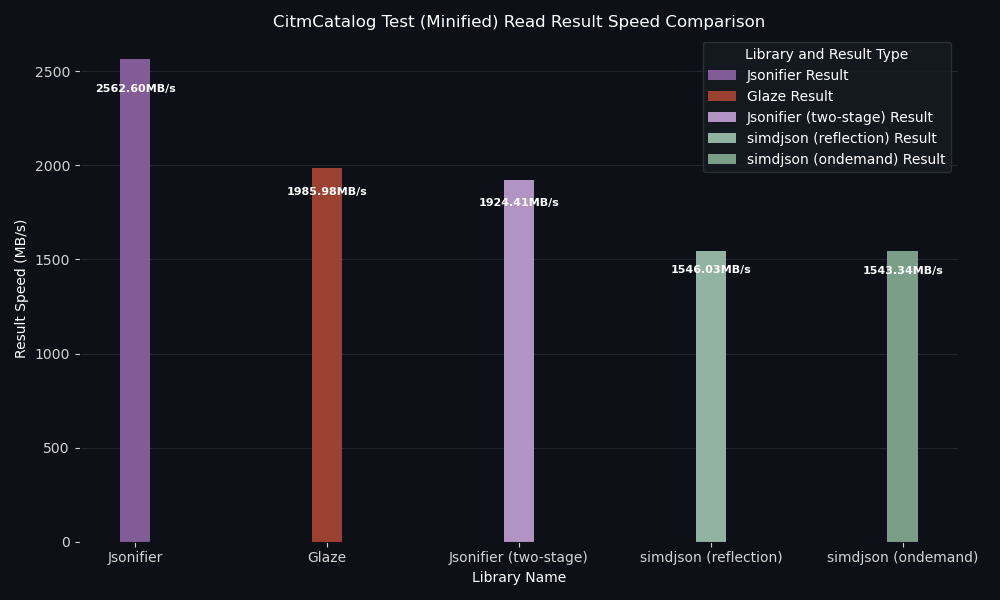 CitmCatalog Test (Minified) Read Result Speed Comparison
Library and Result Type
Jsonifier Result
Glaze Result
Jsonifier (two-stage) Result
simdjson (reflection) Result
simdjson (ondemand) Result
Result Speed (MB/s)
2500
2000
1500
1000
500
0
2562.60MB/s
1985.98MB/s
1924.41MB/s
1546.03MB/s
1543.34MB/s
Jsonifier
Glaze
Jsonifier (two-stage)
simdjson (reflection)
simdjson (ondemand)
Library Name